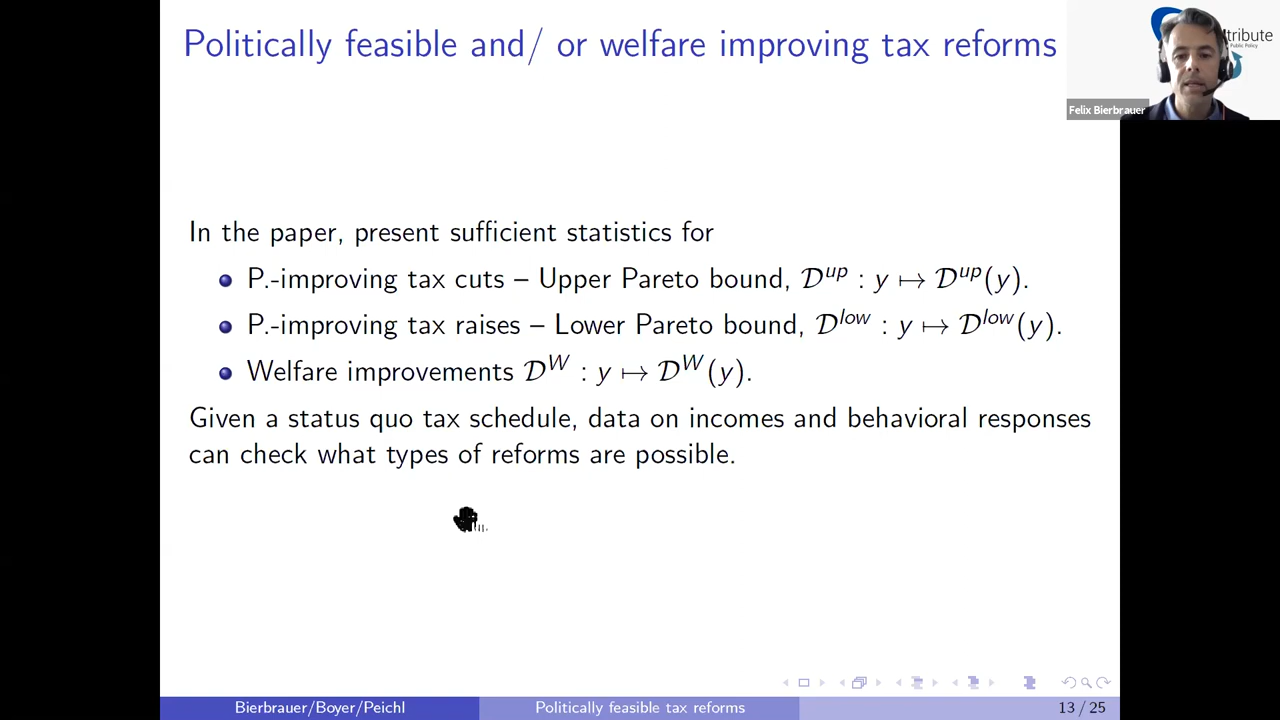 Politically feasible and/ or welfare improving tax reforms
tribute
Public Policy
Felix Bierbrauer
In the paper, present sufficient statistics for
P.-improving tax cuts – Upper Pareto bound, 𝒟^up : y ↦ 𝒟^up(y).
P.-improving tax raises – Lower Pareto bound, 𝒟^low : y ↦ 𝒟^low(y).
Welfare improvements 𝒟^W : y ↦ 𝒟^W(y).
Given a status quo tax schedule, data on incomes and behavioral responses
can check what types of reforms are possible.
Bierbrauer/Boyer/Peichl
Politically feasible tax reforms
13 / 25